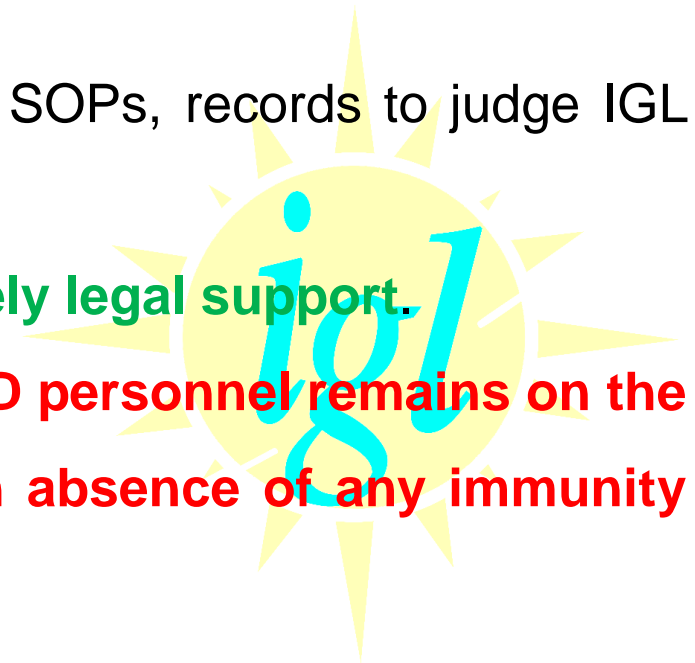 SOPs, records to judge IGL
ely legal support.
D personnel remains on the
absence of any immunity
igl